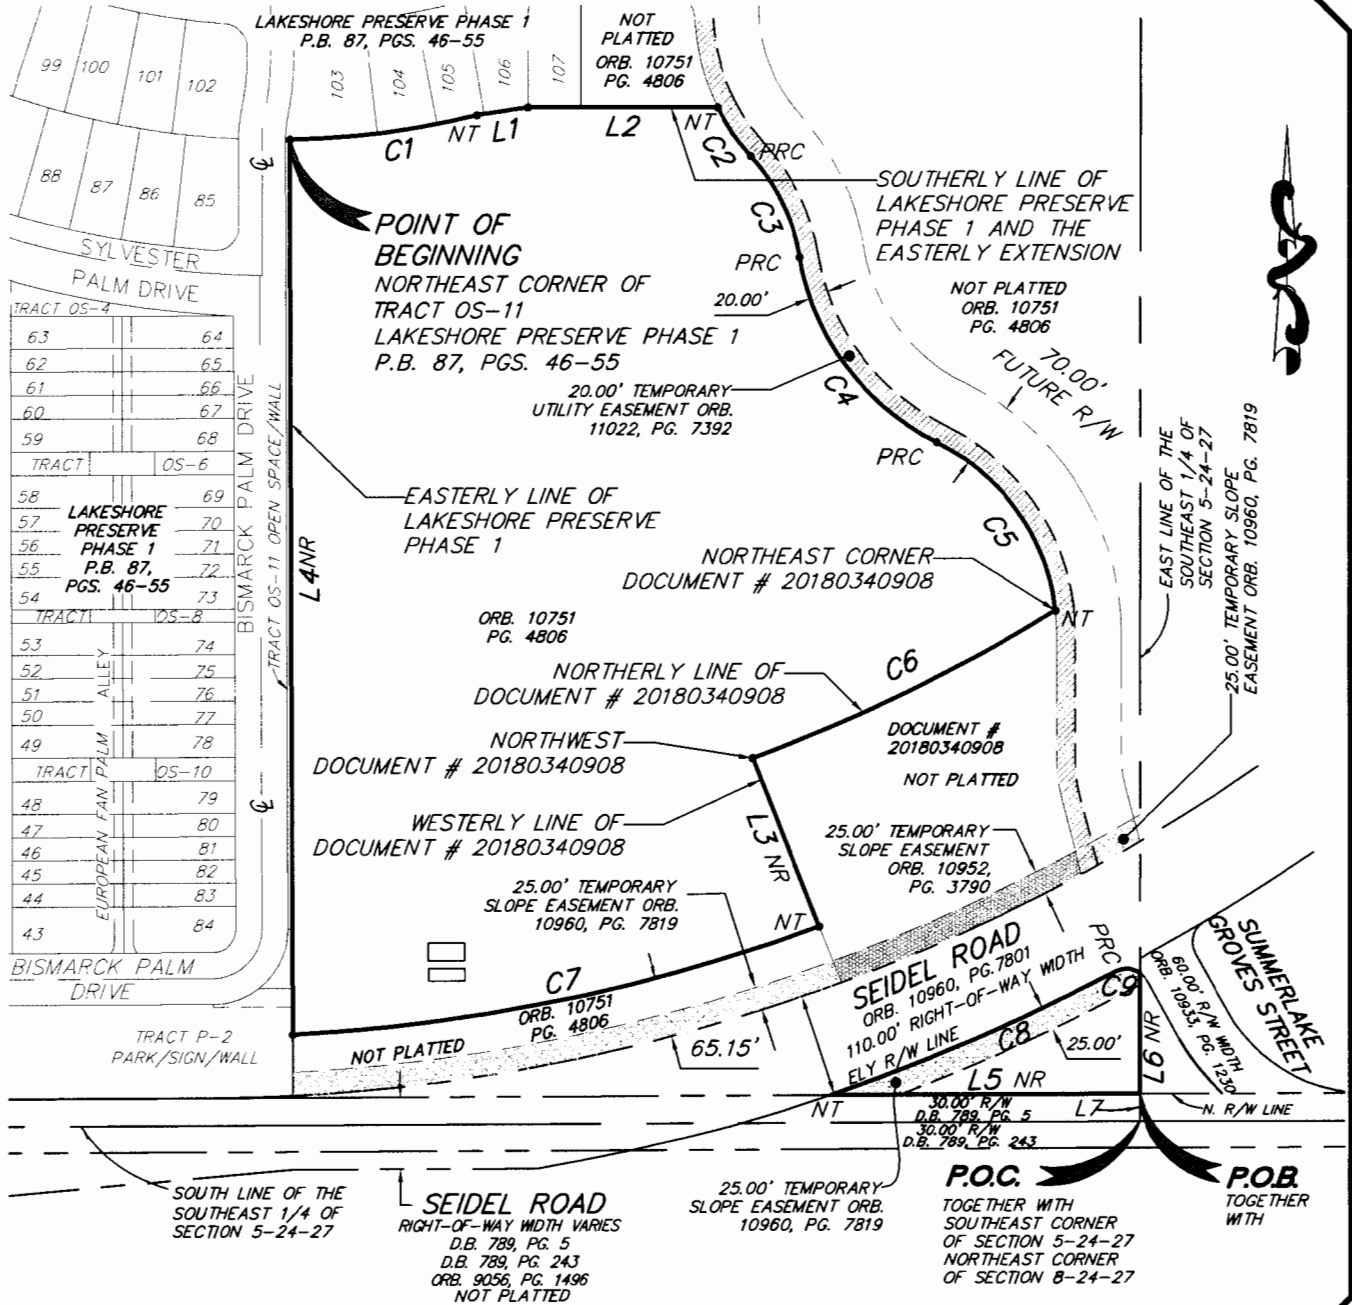 LAKESHORE PRESERVE PHASE 1
P.B. 87, PGS. 46-55
NOT
PLATTED
ORB. 10751
PG. 4806
99
100
101
102
103
104
105
106
107
C1
NT
L1
L2
NT
C2
PRC
88
87
86
85
SYLVESTER
PALM DRIVE
POINT OF
BEGINNING
NORTHEAST CORNER OF
TRACT OS-11
LAKESHORE PRESERVE PHASE 1
P.B. 87, PGS. 46-55
C3
PRC
20.00'
SOUTHERLY LINE OF
LAKESHORE PRESERVE
PHASE 1 AND THE
EASTERLY EXTENSION
NOT PLATTED
ORB. 10751
PG. 4806
70.00'
FUTURE R/W
20.00' TEMPORARY
UTILITY EASEMENT ORB.
11022, PG. 7392
C4
PRC
C5
TRACT OS-4
63
64
62
65
61
66
60
67
59
68
TRACT
OS-6
58
69
57
70
56
71
55
72
54
73
LAKESHORE
PRESERVE
PHASE 1
P.B. 87,
PGS. 46-55
TRACT
OS-8
53
74
52
75
51
76
50
77
49
78
TRACT
OS-10
48
79
47
80
46
81
45
82
44
83
43
84
EUROPEAN FAN PALM ALLEY
BISMARCK PALM DRIVE
TRACT OS-11 OPEN SPACE/WALL
BISMARCK PALM
DRIVE
TRACT P-2
PARK/SIGN/WALL
L4NR
EASTERLY LINE OF
LAKESHORE PRESERVE
PHASE 1
ORB. 10751
PG. 4806
NORTHEAST CORNER
DOCUMENT # 20180340908
NT
C6
NORTHERLY LINE OF
DOCUMENT # 20180340908
NORTHWEST
DOCUMENT # 20180340908
WESTERLY LINE OF
DOCUMENT # 20180340908
L3 NR
DOCUMENT #
20180340908
NOT PLATTED
EAST LINE OF THE
SOUTHEAST 1/4 OF
SECTION 5-24-27
25.00' TEMPORARY SLOPE
EASEMENT ORB. 10960, PG. 7819
25.00' TEMPORARY
SLOPE EASEMENT
ORB. 10952,
PG. 3790
25.00' TEMPORARY
SLOPE EASEMENT ORB.
10960, PG. 7819
NT
C7
ORB. 10751
PG. 4806
NOT PLATTED
65.15'
SEIDEL ROAD
ORB. 10960, PG.7801
110.00' RIGHT-OF-WAY WIDTH
ELY R/W LINE
PRC
C9
C8
25.00'
L5 NR
L6 NR
L7
NT
SUMMERLAKE
GROVES STREET
60.00' R/W WIDTH
ORB. 10933, PG. 1230
N. R/W LINE
30.00' R/W
D.B. 789, PG. 5
30.00' R/W
D.B. 789, PG. 243
SOUTH LINE OF THE
SOUTHEAST 1/4 OF
SECTION 5-24-27
SEIDEL ROAD
RIGHT-OF-WAY WIDTH VARIES
D.B. 789, PG. 5
D.B. 789, PG. 243
ORB. 9056, PG. 1496
NOT PLATTED
25.00' TEMPORARY
SLOPE EASEMENT ORB.
10960, PG. 7819
P.O.C.
TOGETHER WITH
SOUTHEAST CORNER
OF SECTION 5-24-27
NORTHEAST CORNER
OF SECTION 8-24-27
P.O.B.
TOGETHER
WITH